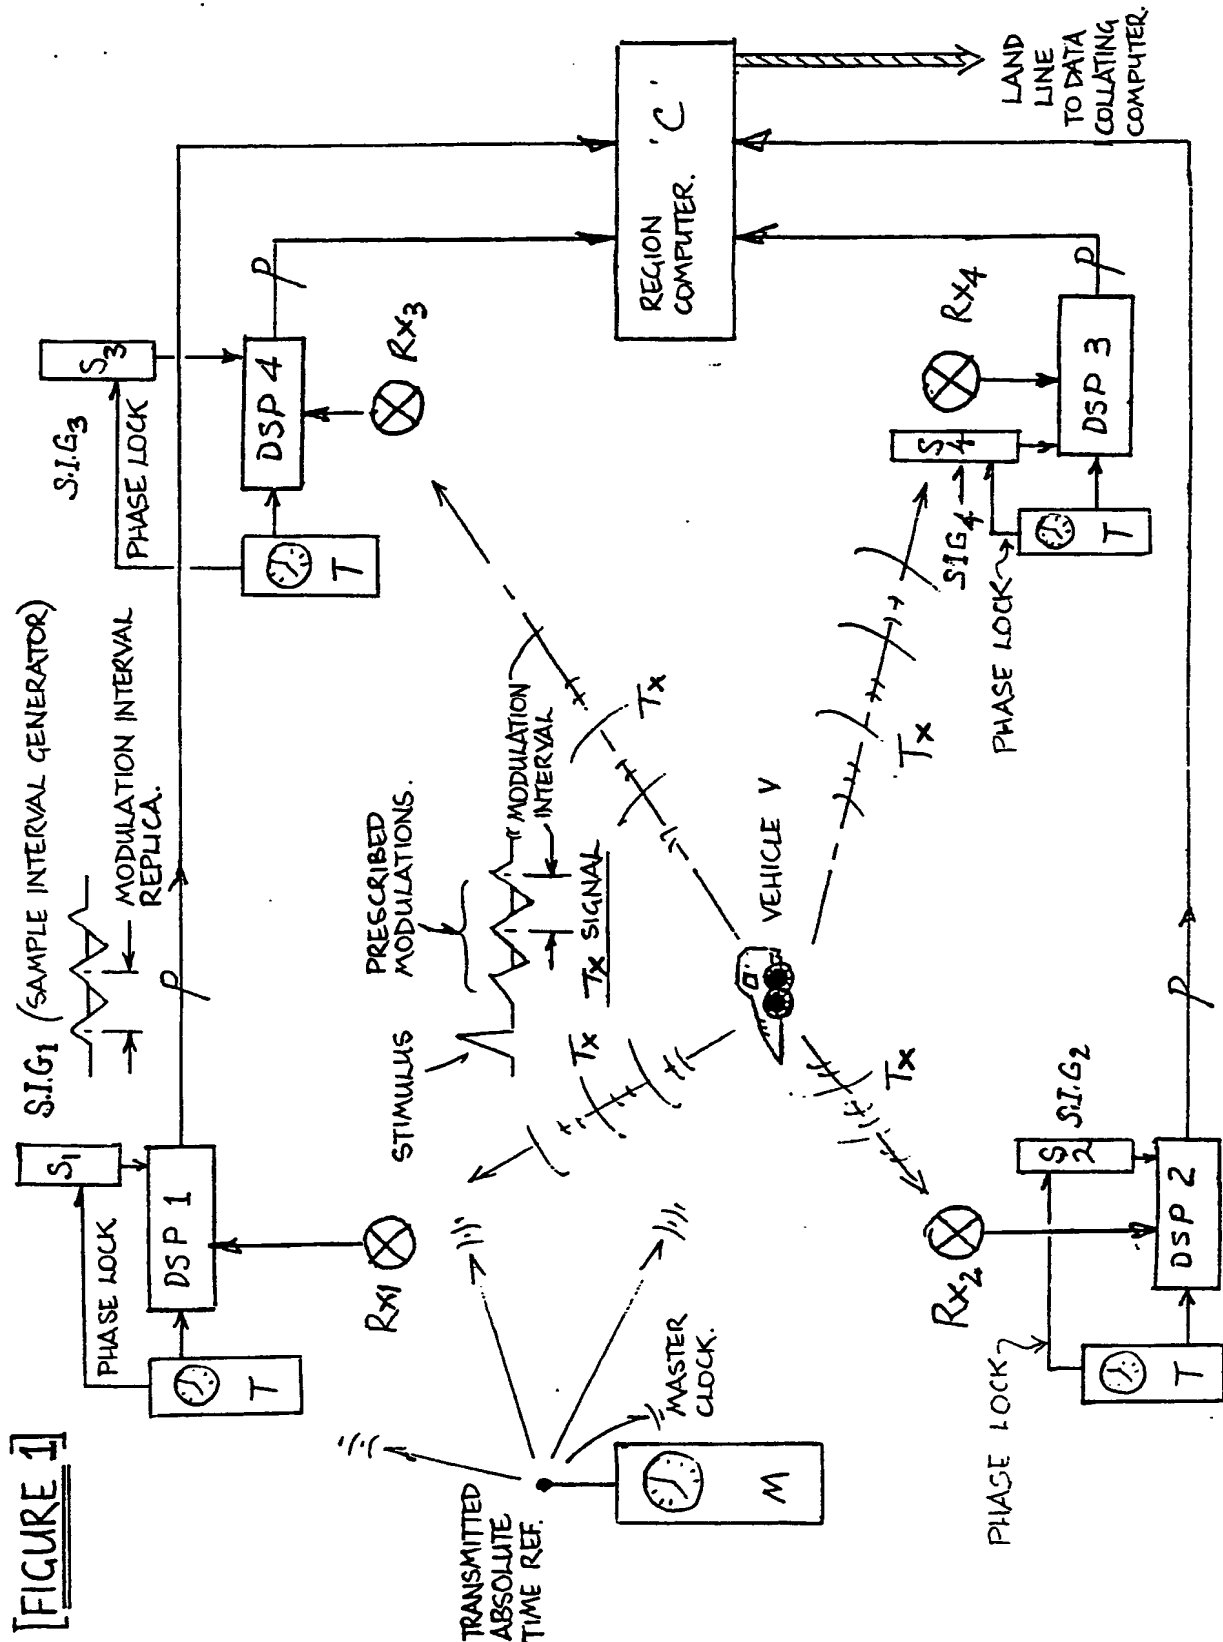 [FIGURE 1]
S.I.G1 (SAMPLE INTERVAL GENERATOR)
MODULATION INTERVAL
REPLICA.
S1
PHASE LOCK
DSP 1
T
P
Rx1
S.I.G3
S3
PHASE LOCK
DSP 4
T
P
Rx3
STIMULUS
PRESCRIBED
MODULATIONS.
MODULATION
INTERVAL
Tx SIGNAL
Tx
Tx
Tx
Tx
VEHICLE V
TRANSMITTED
ABSOLUTE
TIME REF.
MASTER
CLOCK.
M
REGION
COMPUTER. 'C'
LAND
LINE
TO DATA
COLLATING
COMPUTER.
Rx2
S.I.G2
S2
PHASE LOCK
DSP 2
T
P
Rx4
SIG4
S4
PHASE LOCK
DSP 3
T
P